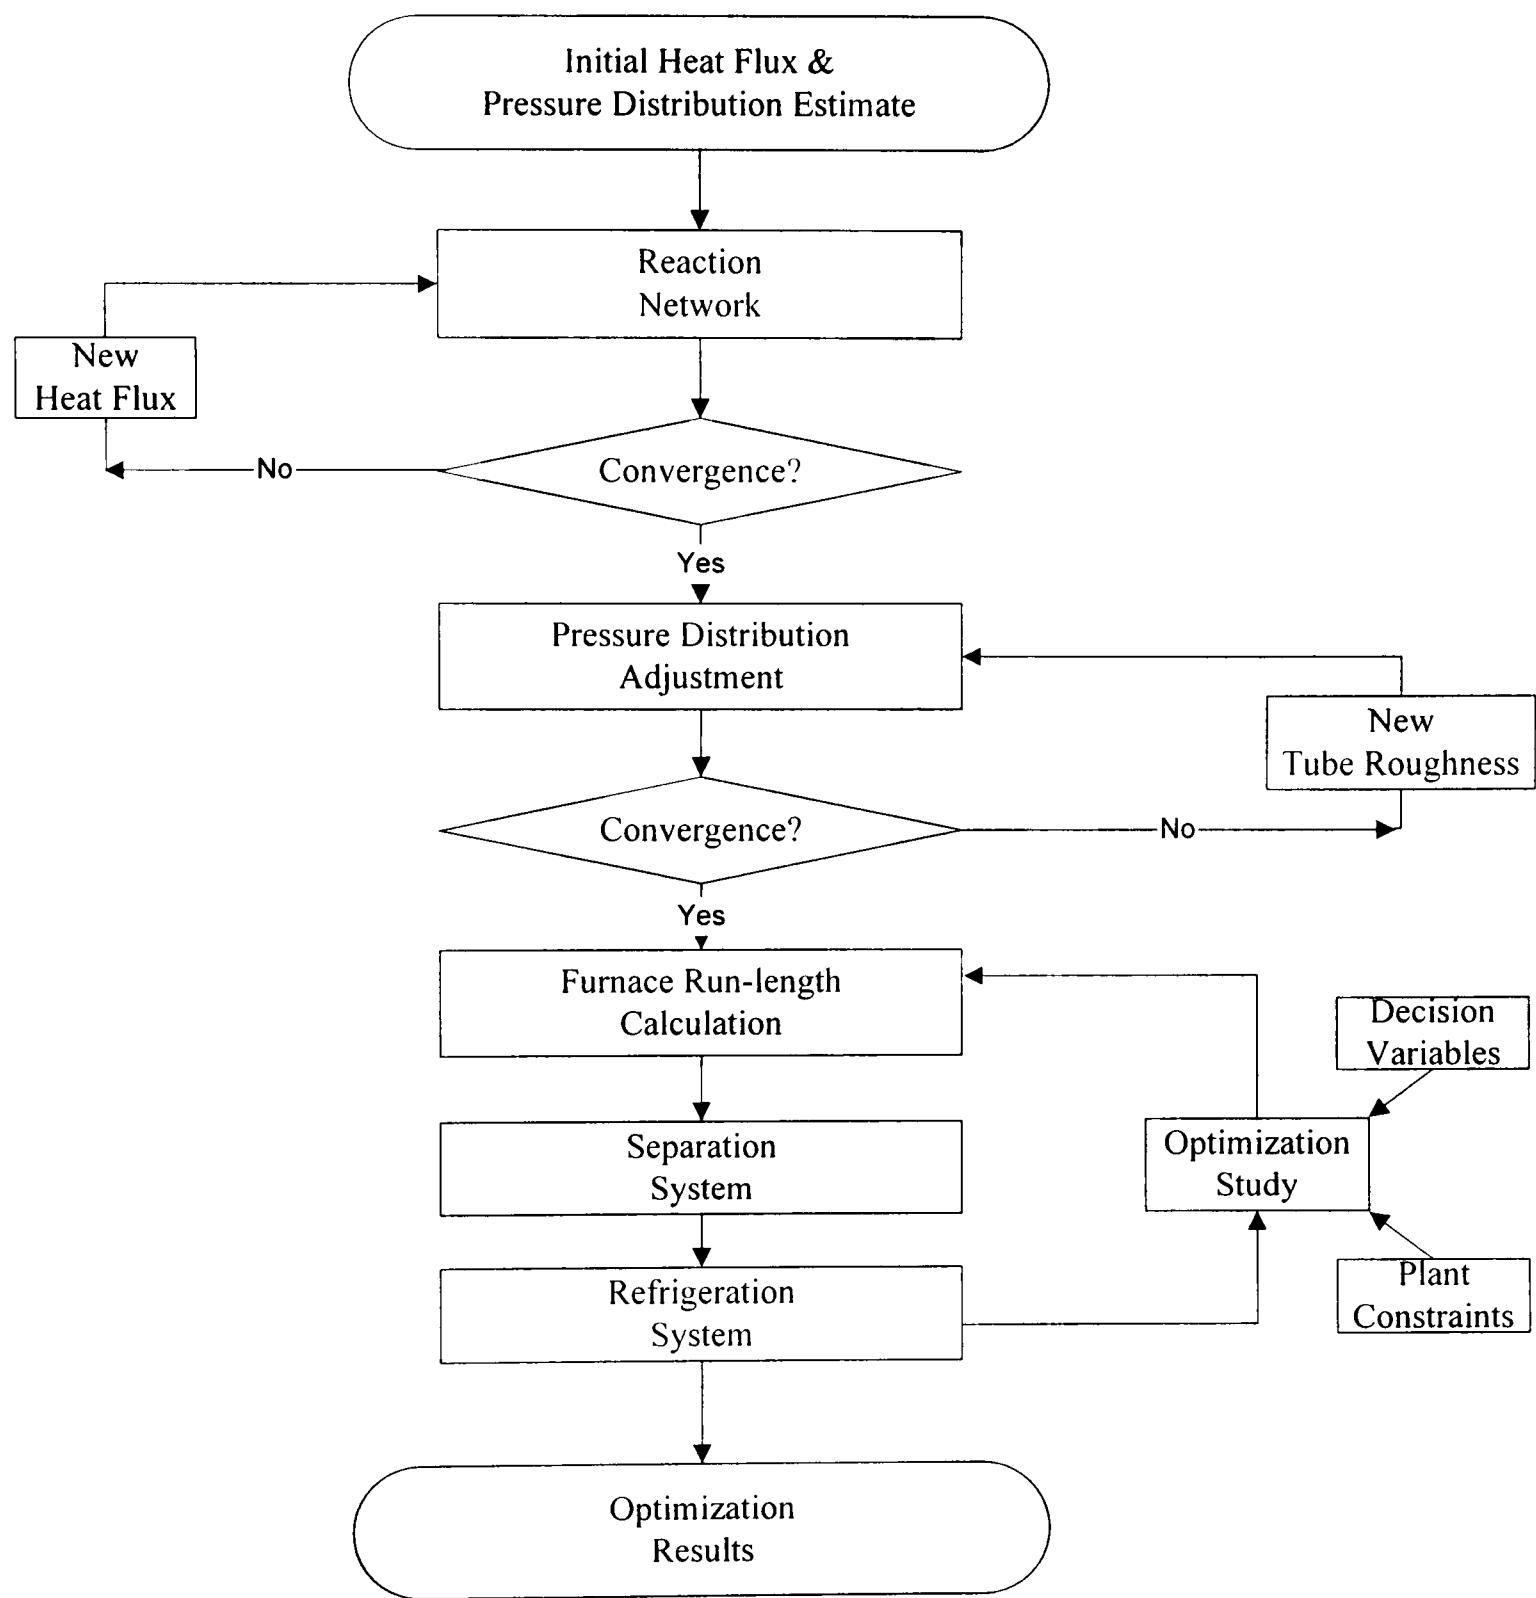 Initial Heat Flux &
Pressure Distribution Estimate
Reaction
Network
New
Heat Flux
No
Convergence?
Yes
Pressure Distribution
Adjustment
New
Tube Roughness
Convergence?
No
Yes
Furnace Run-length
Calculation
Decision
Variables
Separation
System
Optimization
Study
Refrigeration
System
Plant
Constraints
Optimization
Results